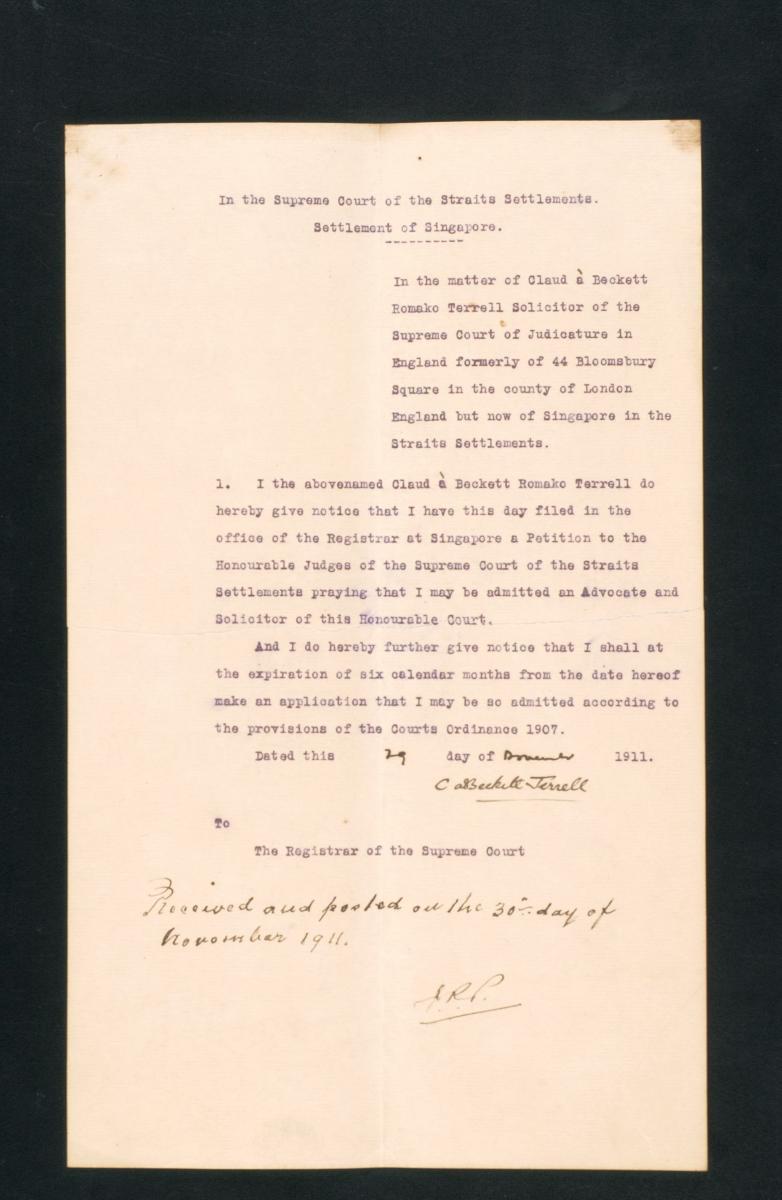 In the Supreme Court of the Straits Settlements.
Settlement of Singapore.
----------
In the matter of Claud à Beckett
Romako Terrell Solicitor of the
Supreme Court of Judicature in
England formerly of 44 Bloomsbury
Square in the county of London
England but now of Singapore in the
Straits Settlements.
1. I the abovenamed Claud à Beckett Romako Terrell do
hereby give notice that I have this day filed in the
office of the Registrar at Singapore a Petition to the
Honourable Judges of the Supreme Court of the Straits
Settlements praying that I may be admitted an Advocate and
Solicitor of this Honourable Court.
And I do hereby further give notice that I shall at
the expiration of six calendar months from the date hereof
make an application that I may be so admitted according to
the provisions of the Courts Ordinance 1907.
Dated this 29 day of November 1911.
C àBeckett Terrell
To
The Registrar of the Supreme Court
Received and posted on the 30th day of
November 1911.
J.R.P.